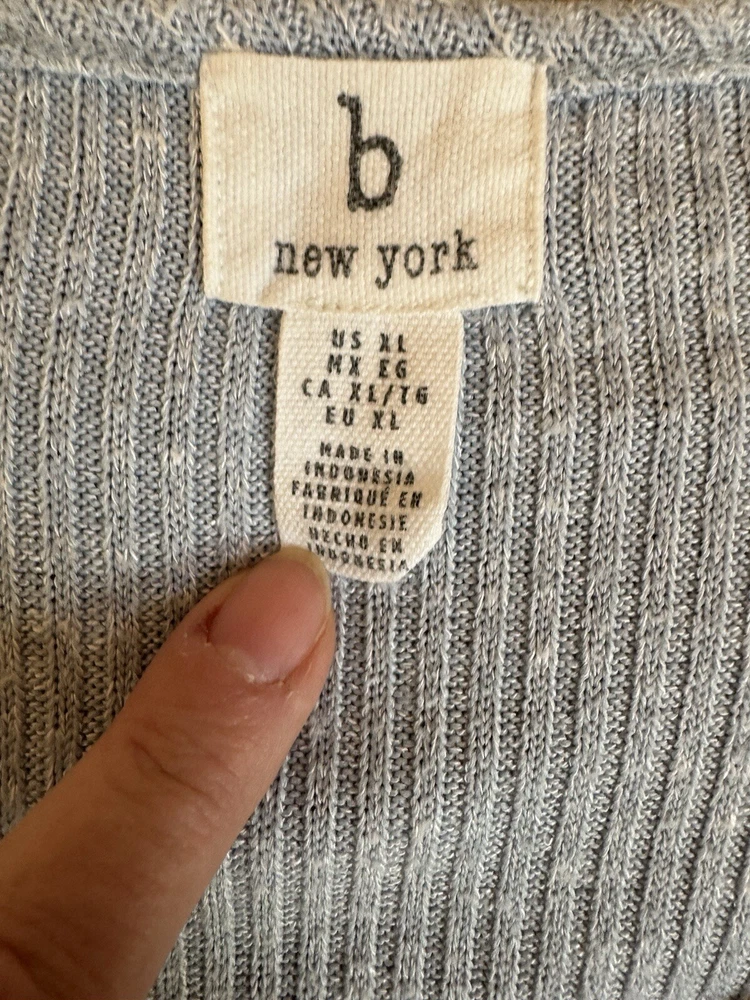 b
new york
US XL
MX EG
CA XL/TG
EU XL
MADE IN
INDONESIA
FABRIQUÉ EN
INDONESIE
HECHO EN
INDONESIA